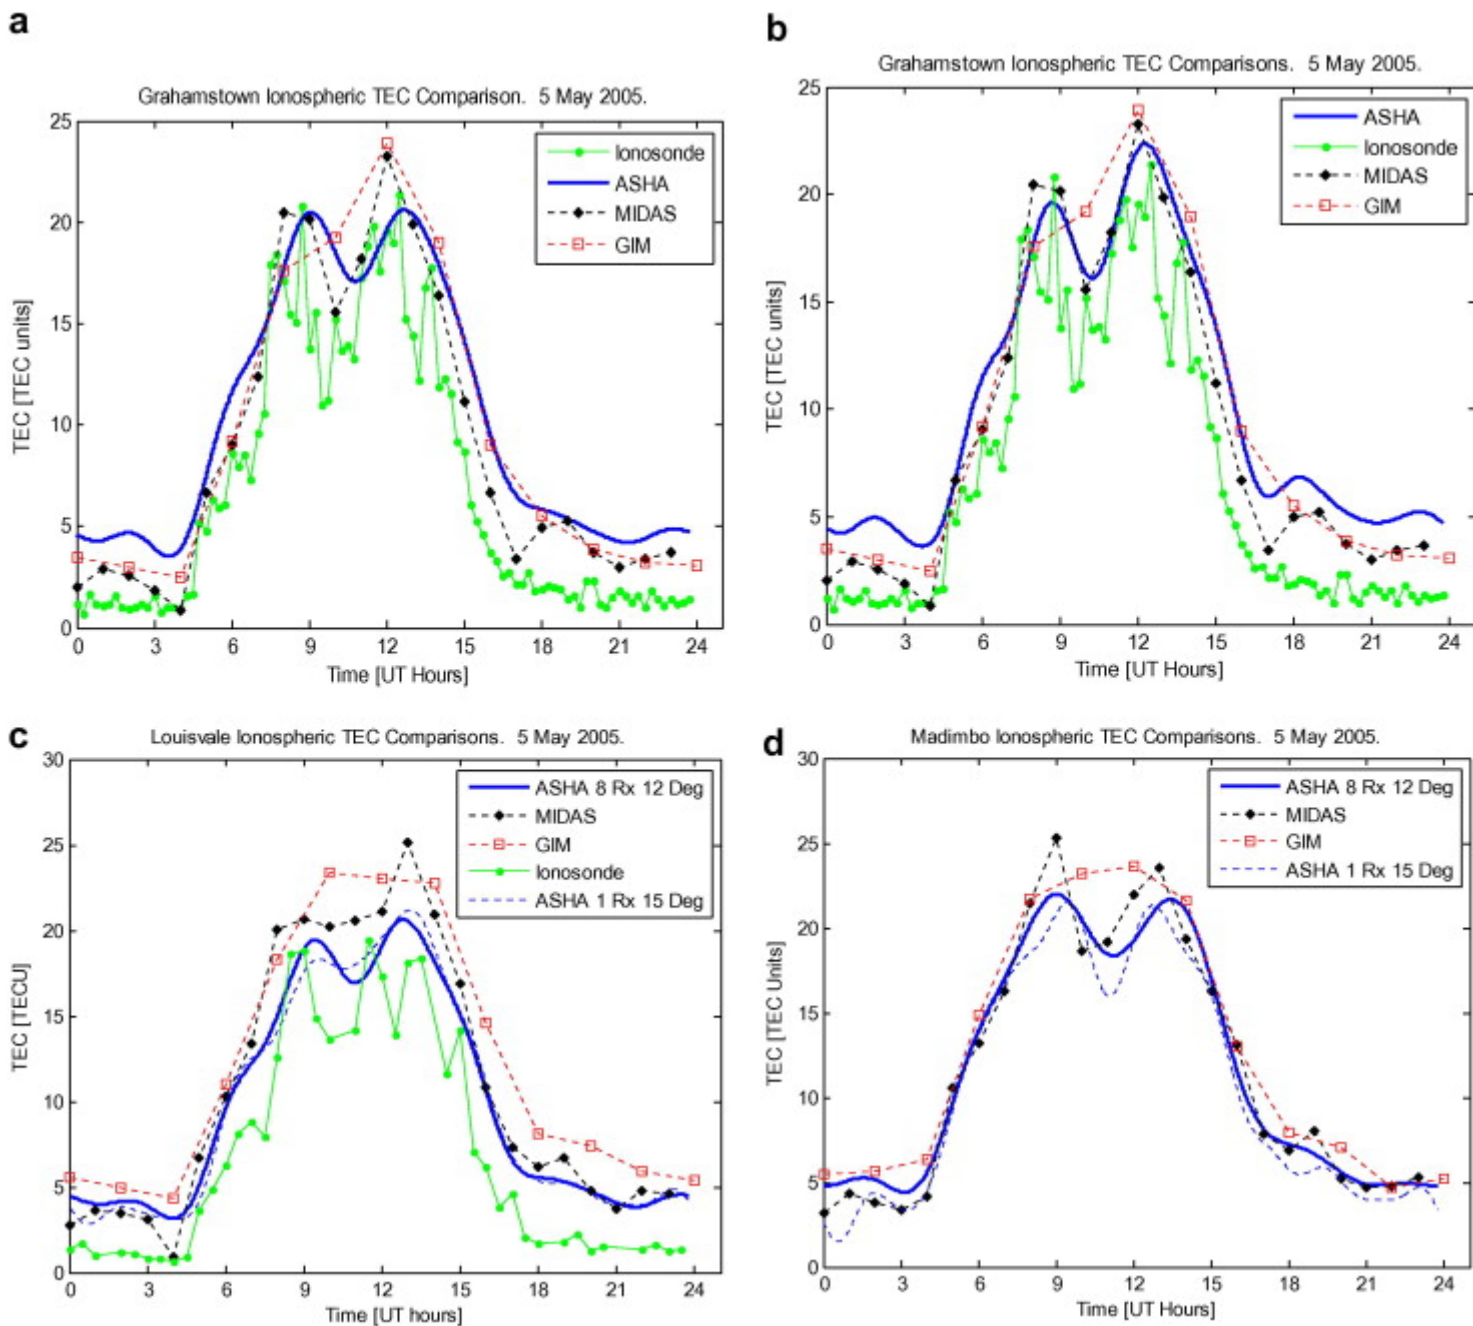 a
Grahamstown Ionospheric TEC Comparison. 5 May 2005.
TEC [TEC units]
25
20
15
10
5
0
Ionosonde
ASHA
MIDAS
GIM
0 3 6 9 12 15 18 21 24
Time [UT Hours]
b
Grahamstown Ionospheric TEC Comparisons. 5 May 2005.
TEC [TEC units]
25
20
15
10
5
0
ASHA
Ionosonde
MIDAS
GIM
0 3 6 9 12 15 18 21 24
Time [UT Hours]
c
Louisvale Ionospheric TEC Comparisons. 5 May 2005.
TEC [TECU]
30
25
20
15
10
5
0
ASHA 8 Rx 12 Deg
MIDAS
GIM
Ionosonde
ASHA 1 Rx 15 Deg
0 3 6 9 12 15 18 21 24
Time [UT hours]
d
Madimbo Ionospheric TEC Comparisons. 5 May 2005.
TEC [TEC Units]
30
25
20
15
10
5
0
ASHA 8 Rx 12 Deg
MIDAS
GIM
ASHA 1 Rx 15 Deg
0 3 6 9 12 15 18 21 24
Time [UT Hours]